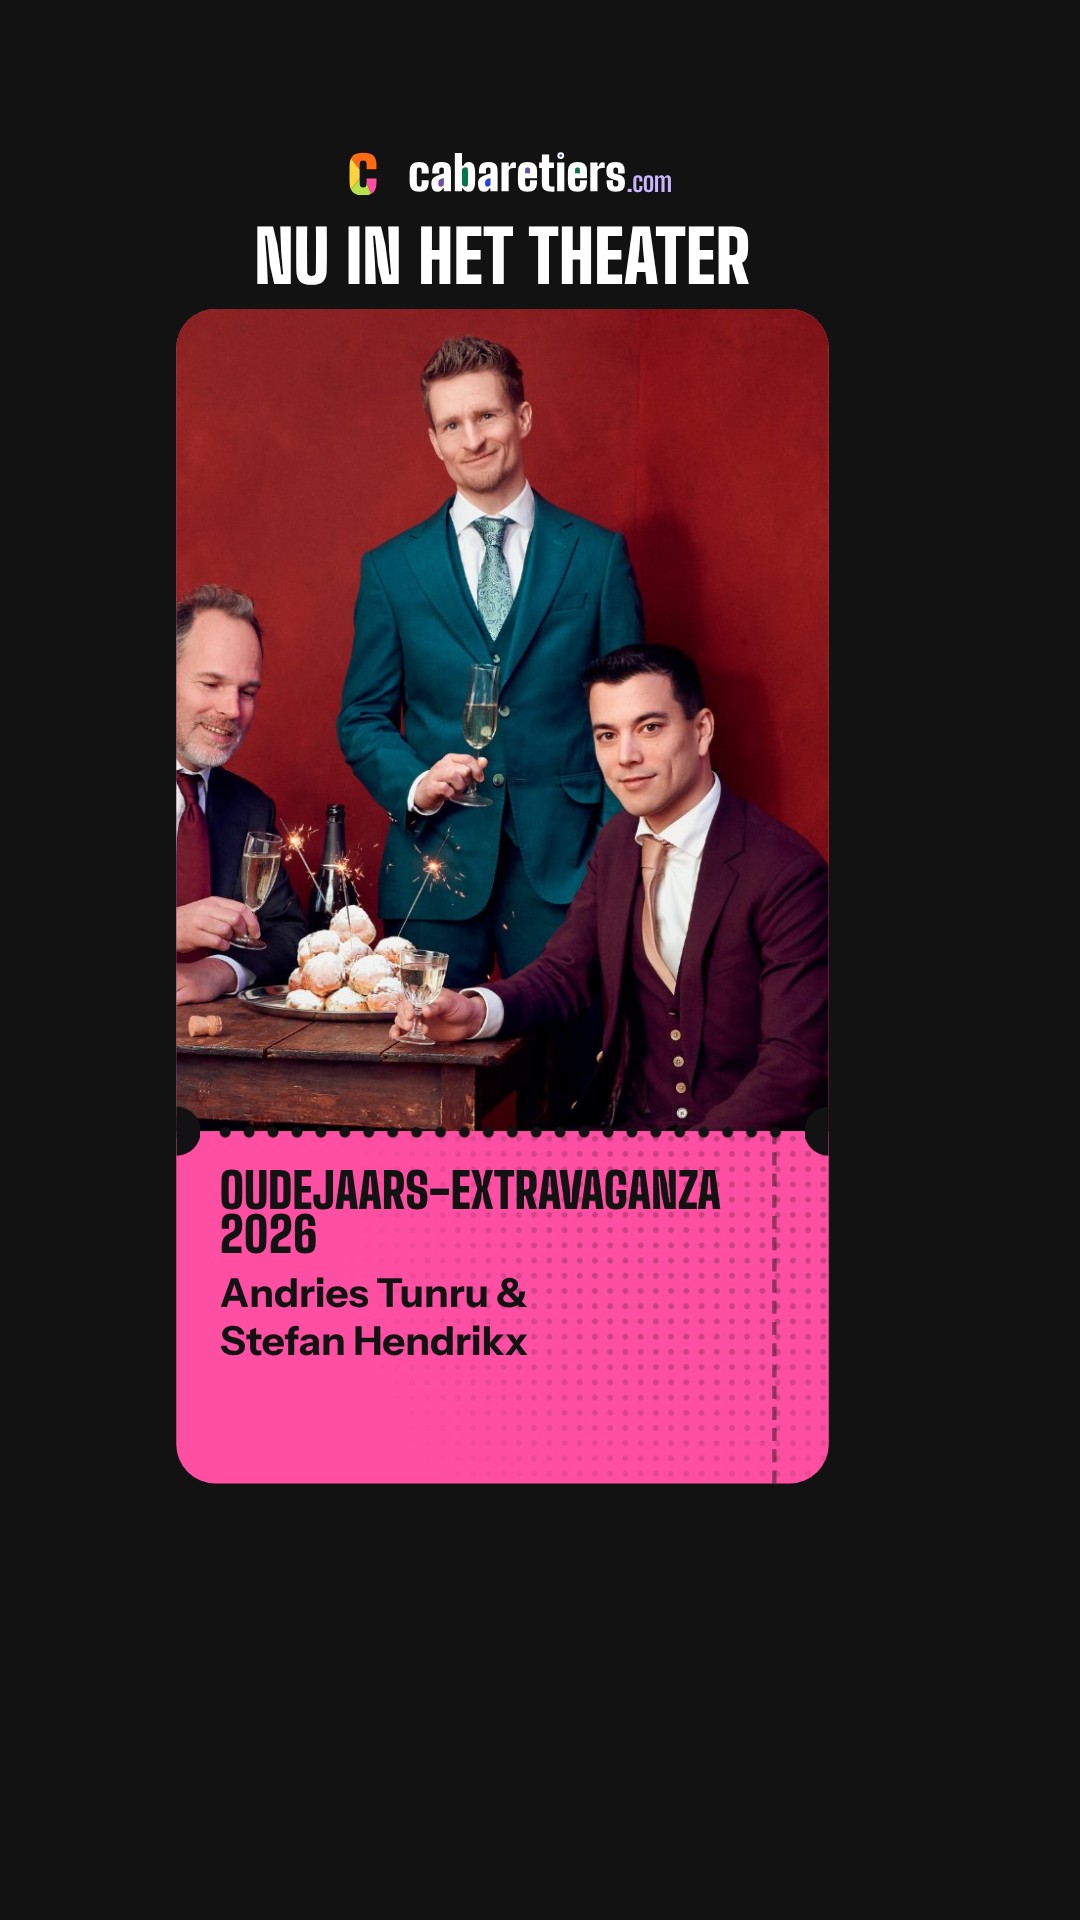 C cabaretiers.com
NU IN HET THEATER
OUDEJAARS-EXTRAVAGANZA
2026
Andries Tunru &
Stefan Hendrikx